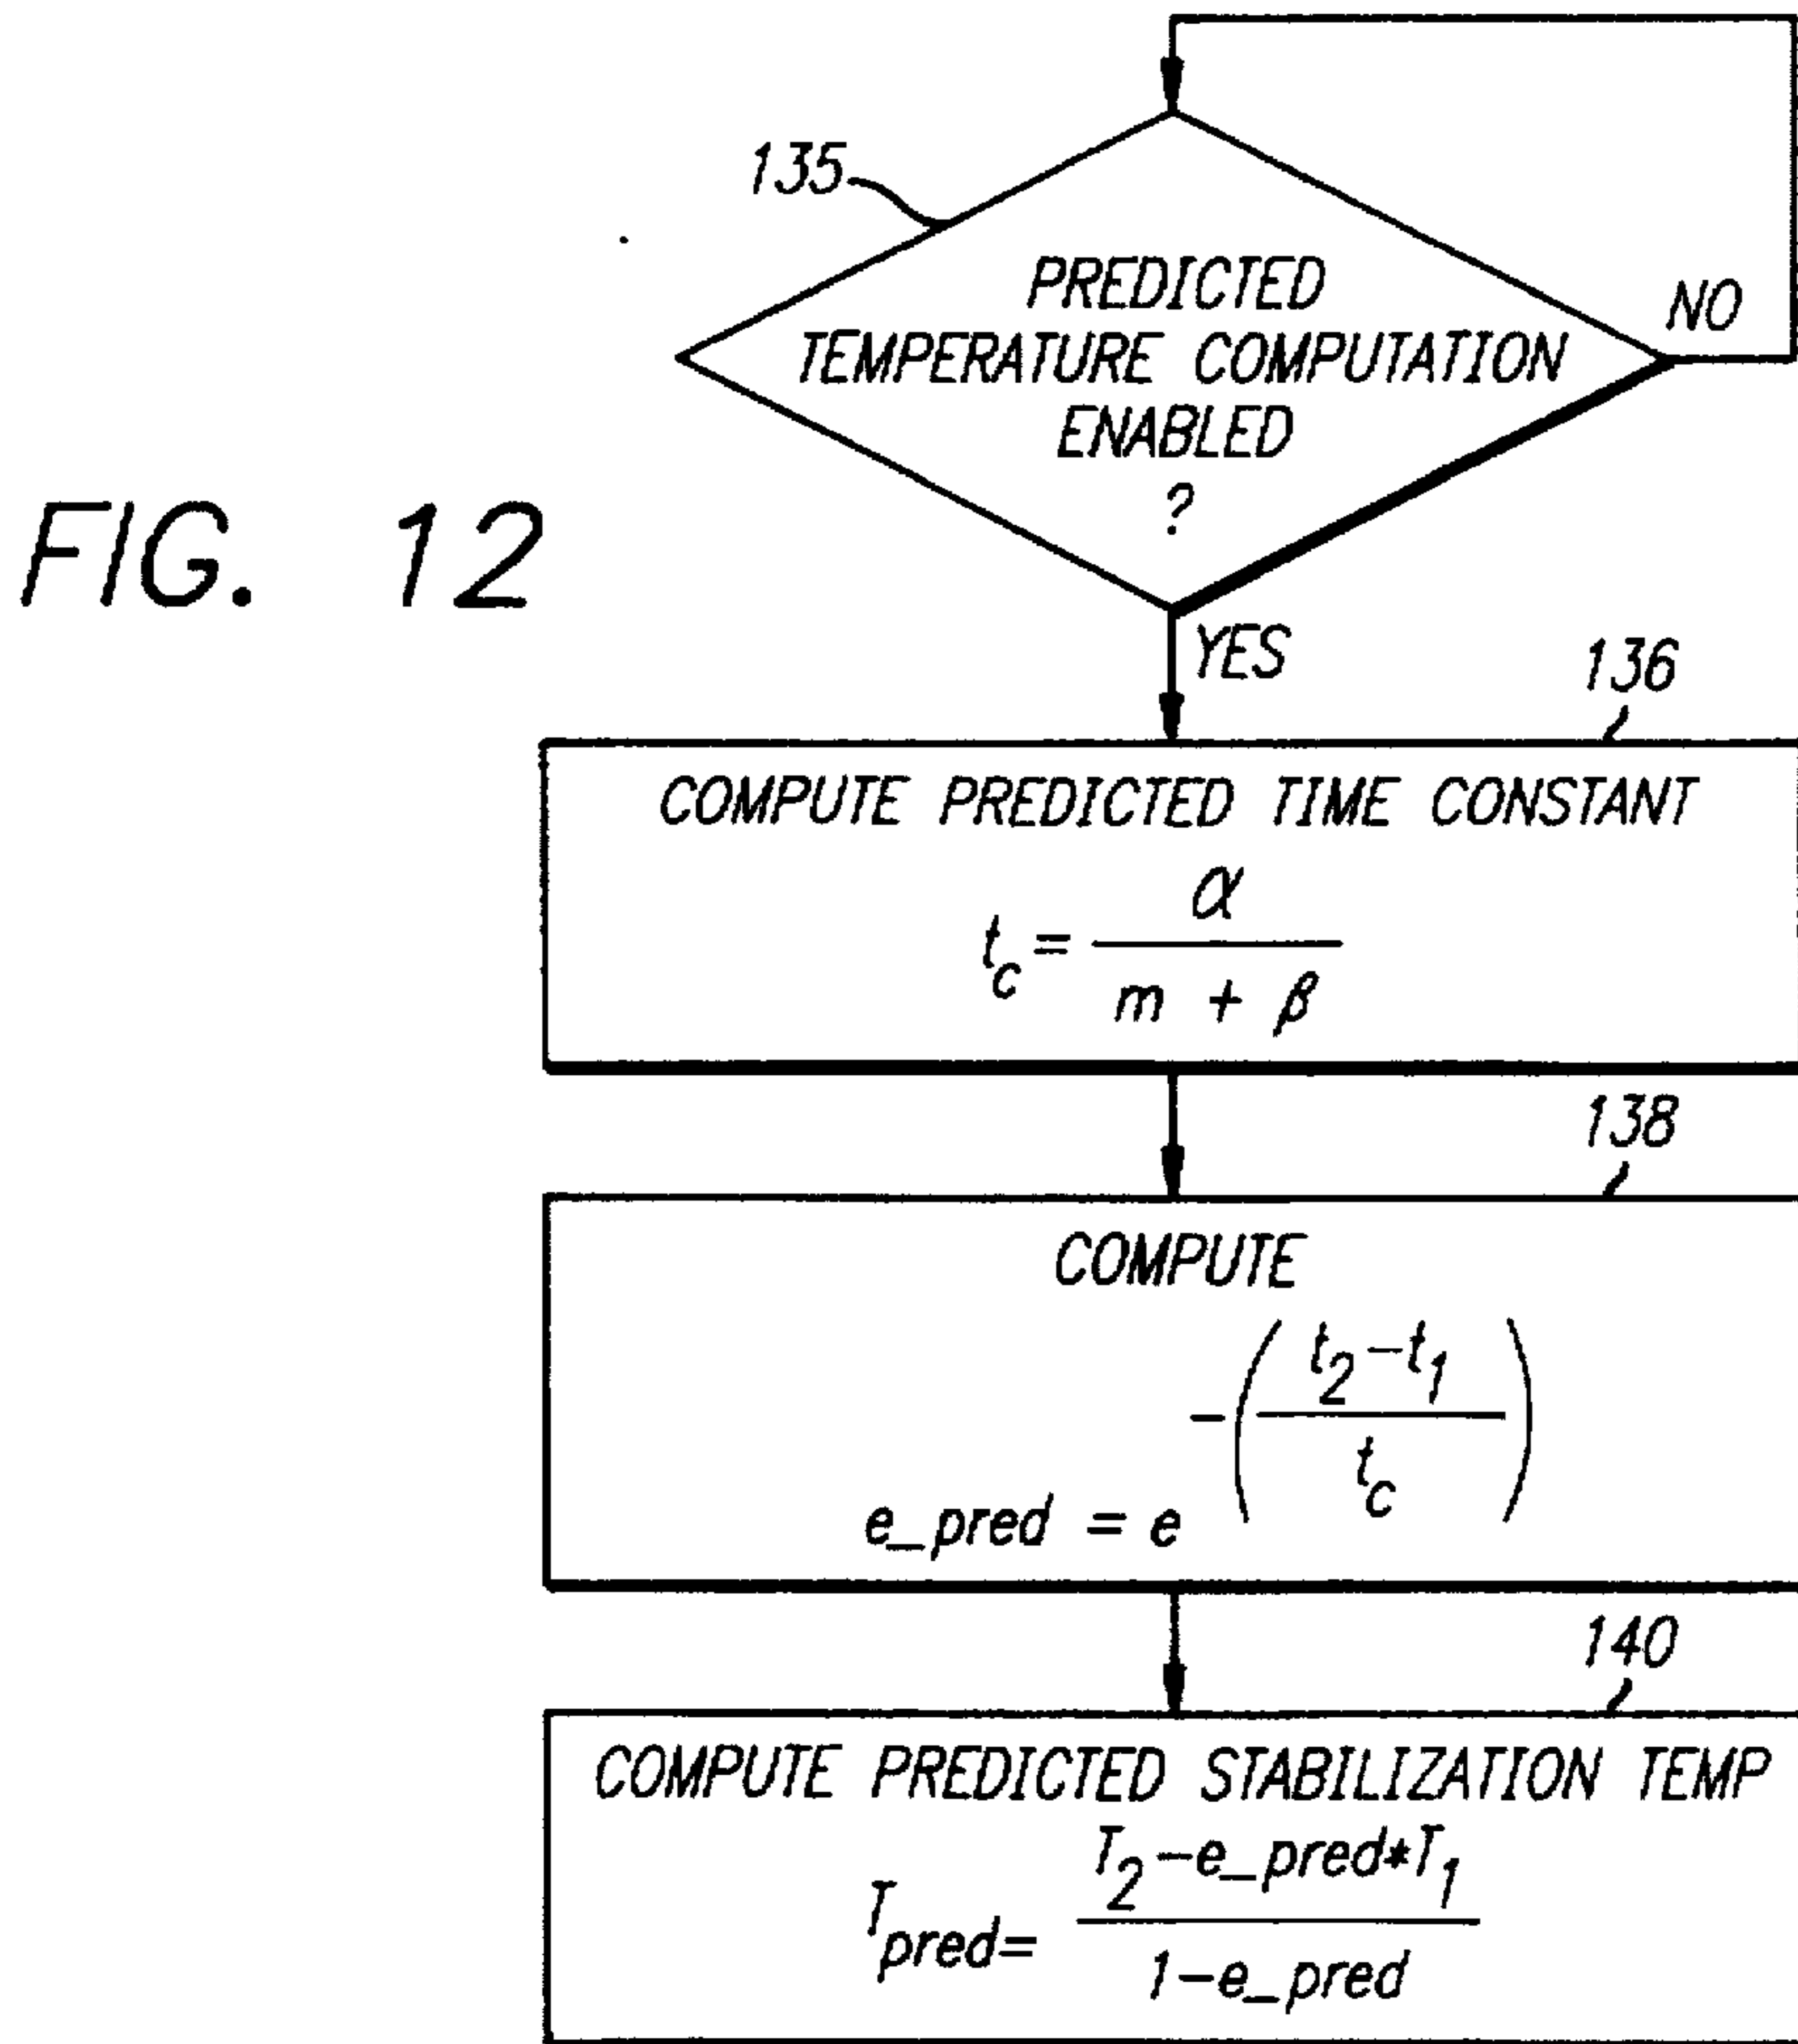 135
PREDICTED
TEMPERATURE COMPUTATION
ENABLED
?
NO
FIG. 12
YES
136
COMPUTE PREDICTED TIME CONSTANT
t_c = α / (m + β)
138
COMPUTE
e_pred = e^-((t_2-t_1)/t_c)
140
COMPUTE PREDICTED STABILIZATION TEMP
T_pred = (T_2-e_pred*T_1) / (1-e_pred)